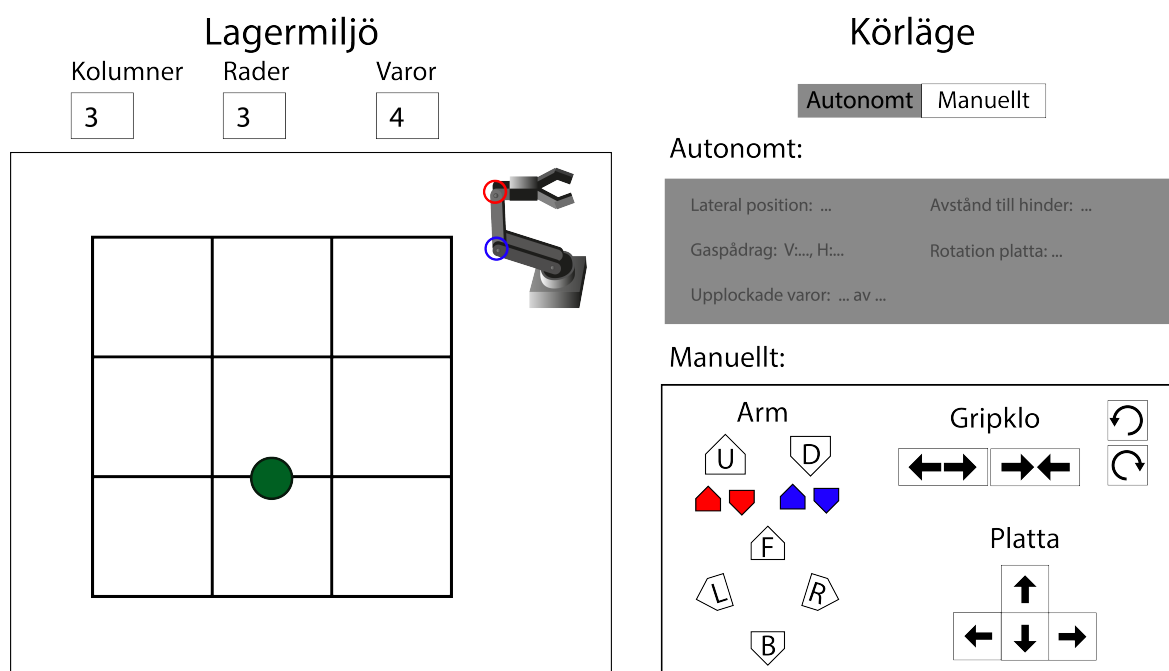 Lagermiljö
Kolumner Rader Varor
3 3 4
Körläge
Autonomt Manuellt
Autonomt:
Lateral position: ... Avstånd till hinder: ...
Gaspådrag: V:..., H:... Rotation platta: ...
Upplockade varor: ... av ...
Manuellt:
Arm
U D
F
L R
B
Gripklo
Platta